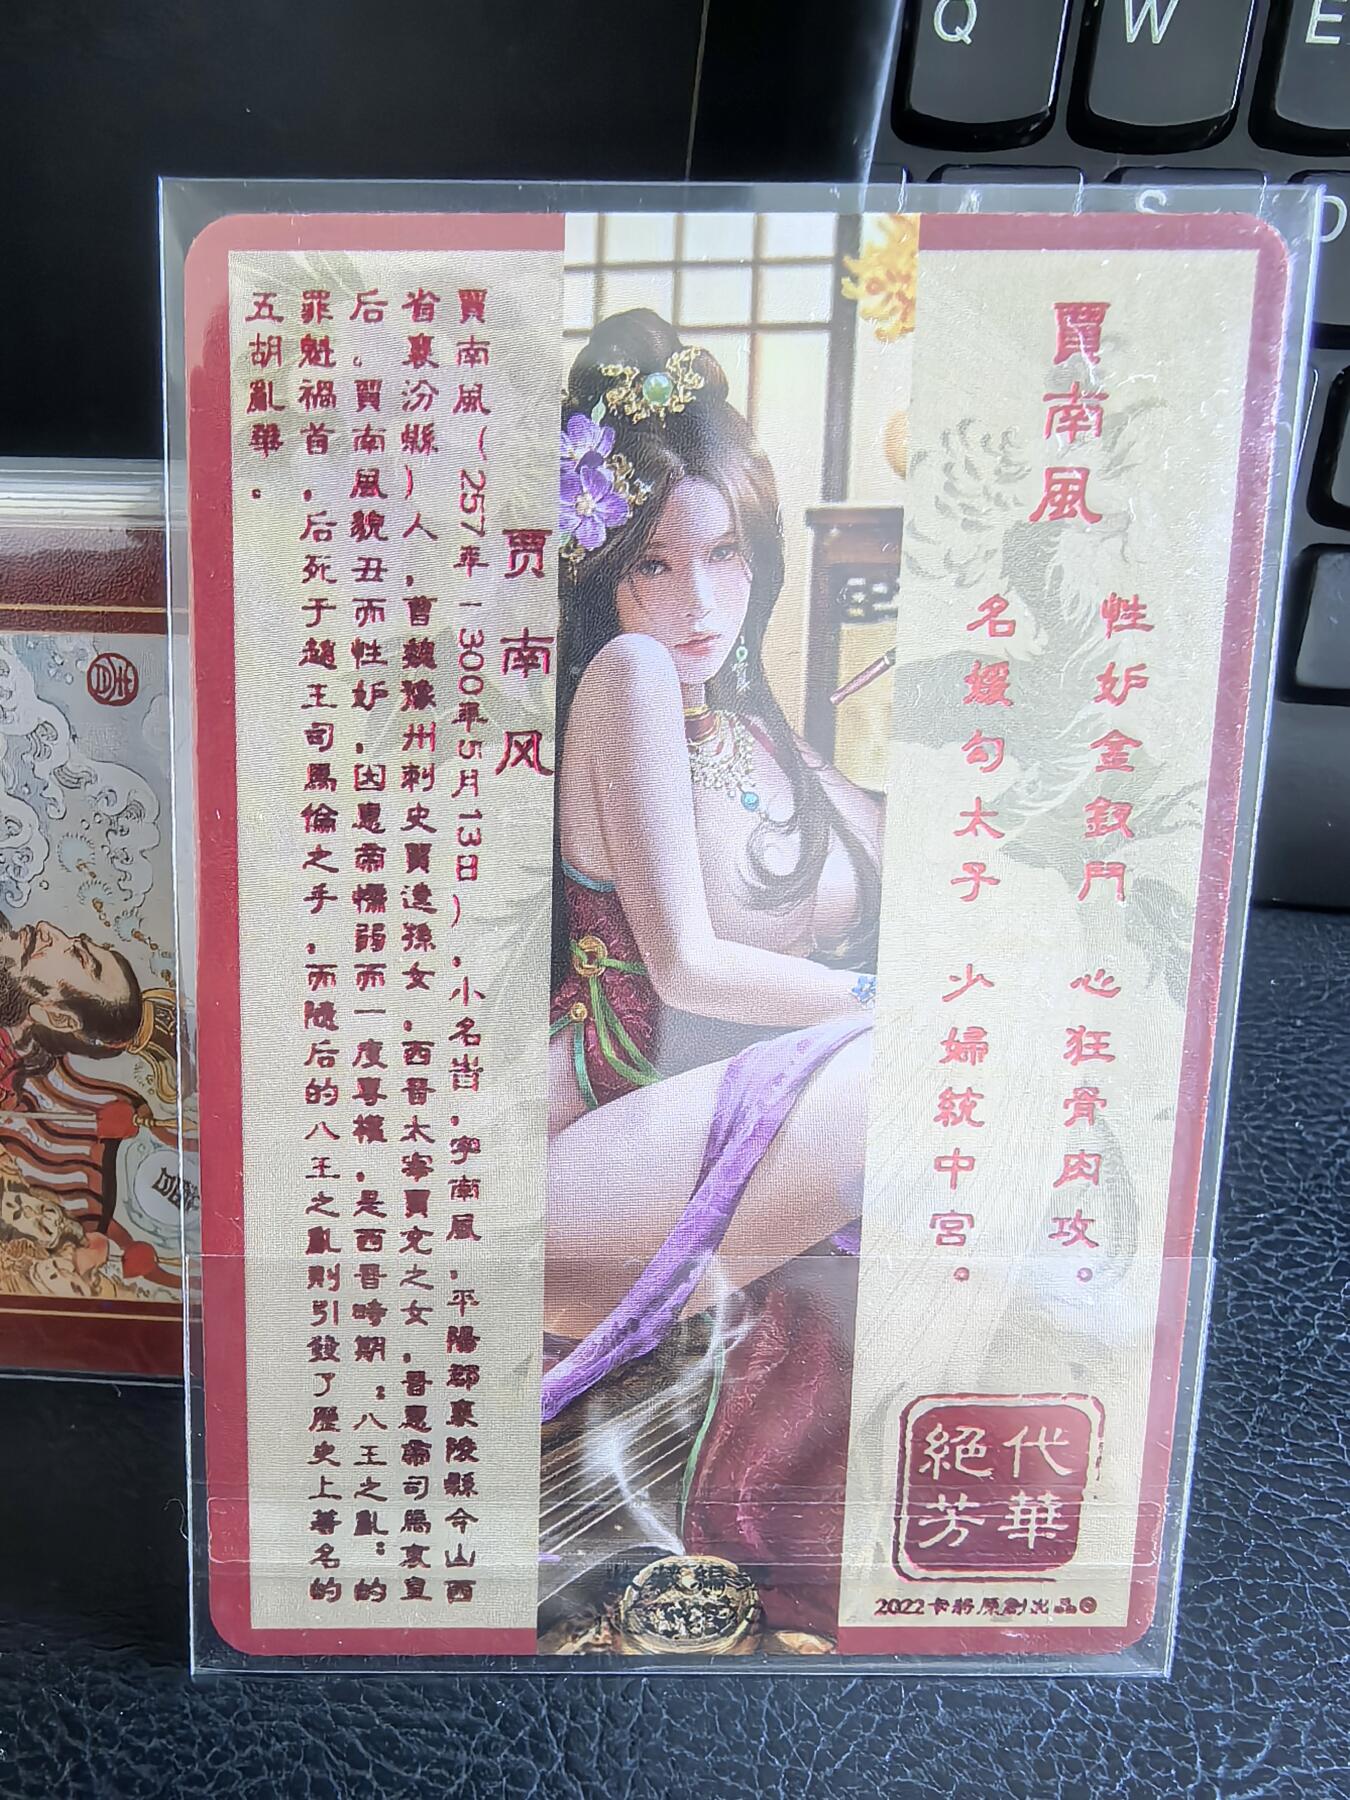 Q W E
A S D
賈南風
性妒金釵鬥 心狂骨肉攻。
名媛勾太子 少婦統中宮。
絕代
芳華
2022卡將原創出品
贾南风
賈南風(257年-300年5月13日),小名峕,字南風,平陽郡襄陵縣今山西
省襄汾縣)人,曹魏豫州刺史賈逵孫女,西晉太宰賈充之女,晉惠帝司馬衷皇
后。賈南風貌丑而性妒,因惠帝懦弱而一度專權,是西晉時期:八王之亂:的
罪魁禍首,后死于趙王司馬倫之手,而隨后的八王之亂則引發了歷史上著名的
五胡亂華。